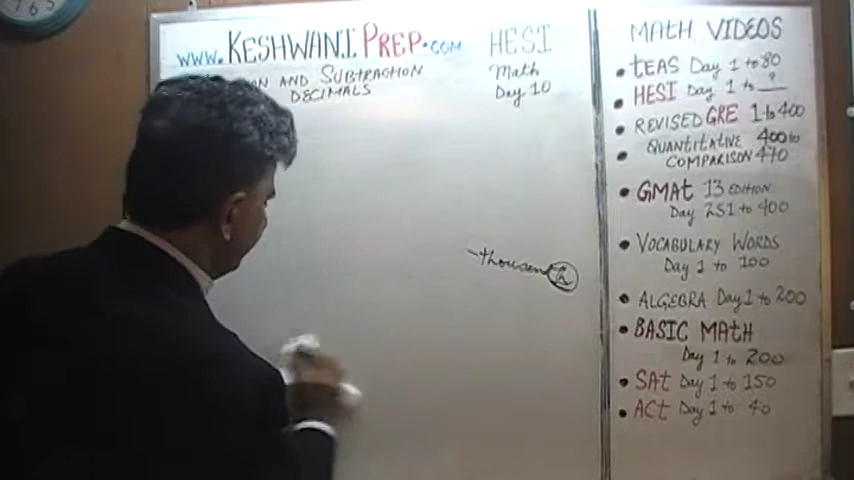 www.KESHWANI PREP.COM
ON AND SUBTRACTION
DECIMALS
HESI
Math
Day 10
-thousandth
MATH VIDEOS
• TEAS Day 1 to 80
• HESI Day 1 to ?
• REVISED GRE 1 to 400
• QUANTITATIVE 400 to
COMPARISON 470
• GMAT 13 EDITION
Day 251 to 400
• VOCABULARY WORDS
Day 1 to 100
• ALGEBRA Day 1 to 200
• BASIC MATH
Day 1 to 200
• SAT Day 1 to 150
• ACT Day 1 to 40